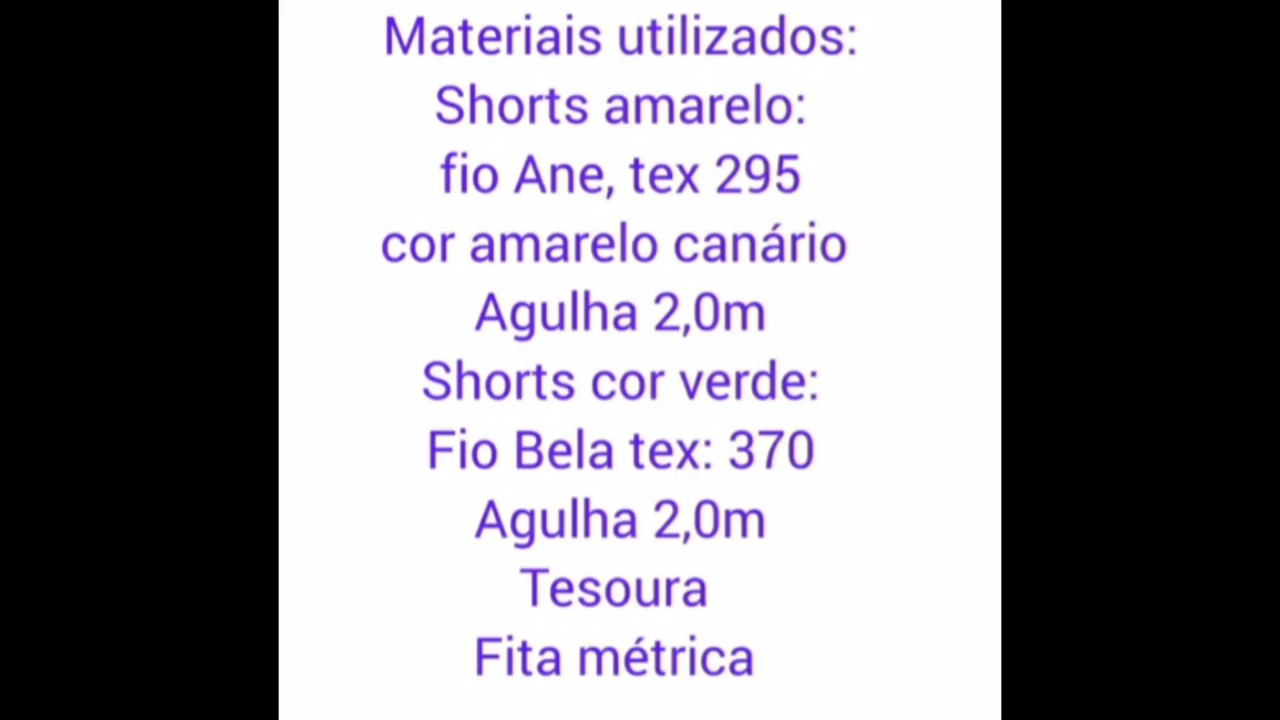 Materiais utilizados:
Shorts amarelo:
fio Ane, tex 295
cor amarelo canário
Agulha 2,0m
Shorts cor verde:
Fio Bela tex: 370
Agulha 2,0m
Tesoura
Fita métrica